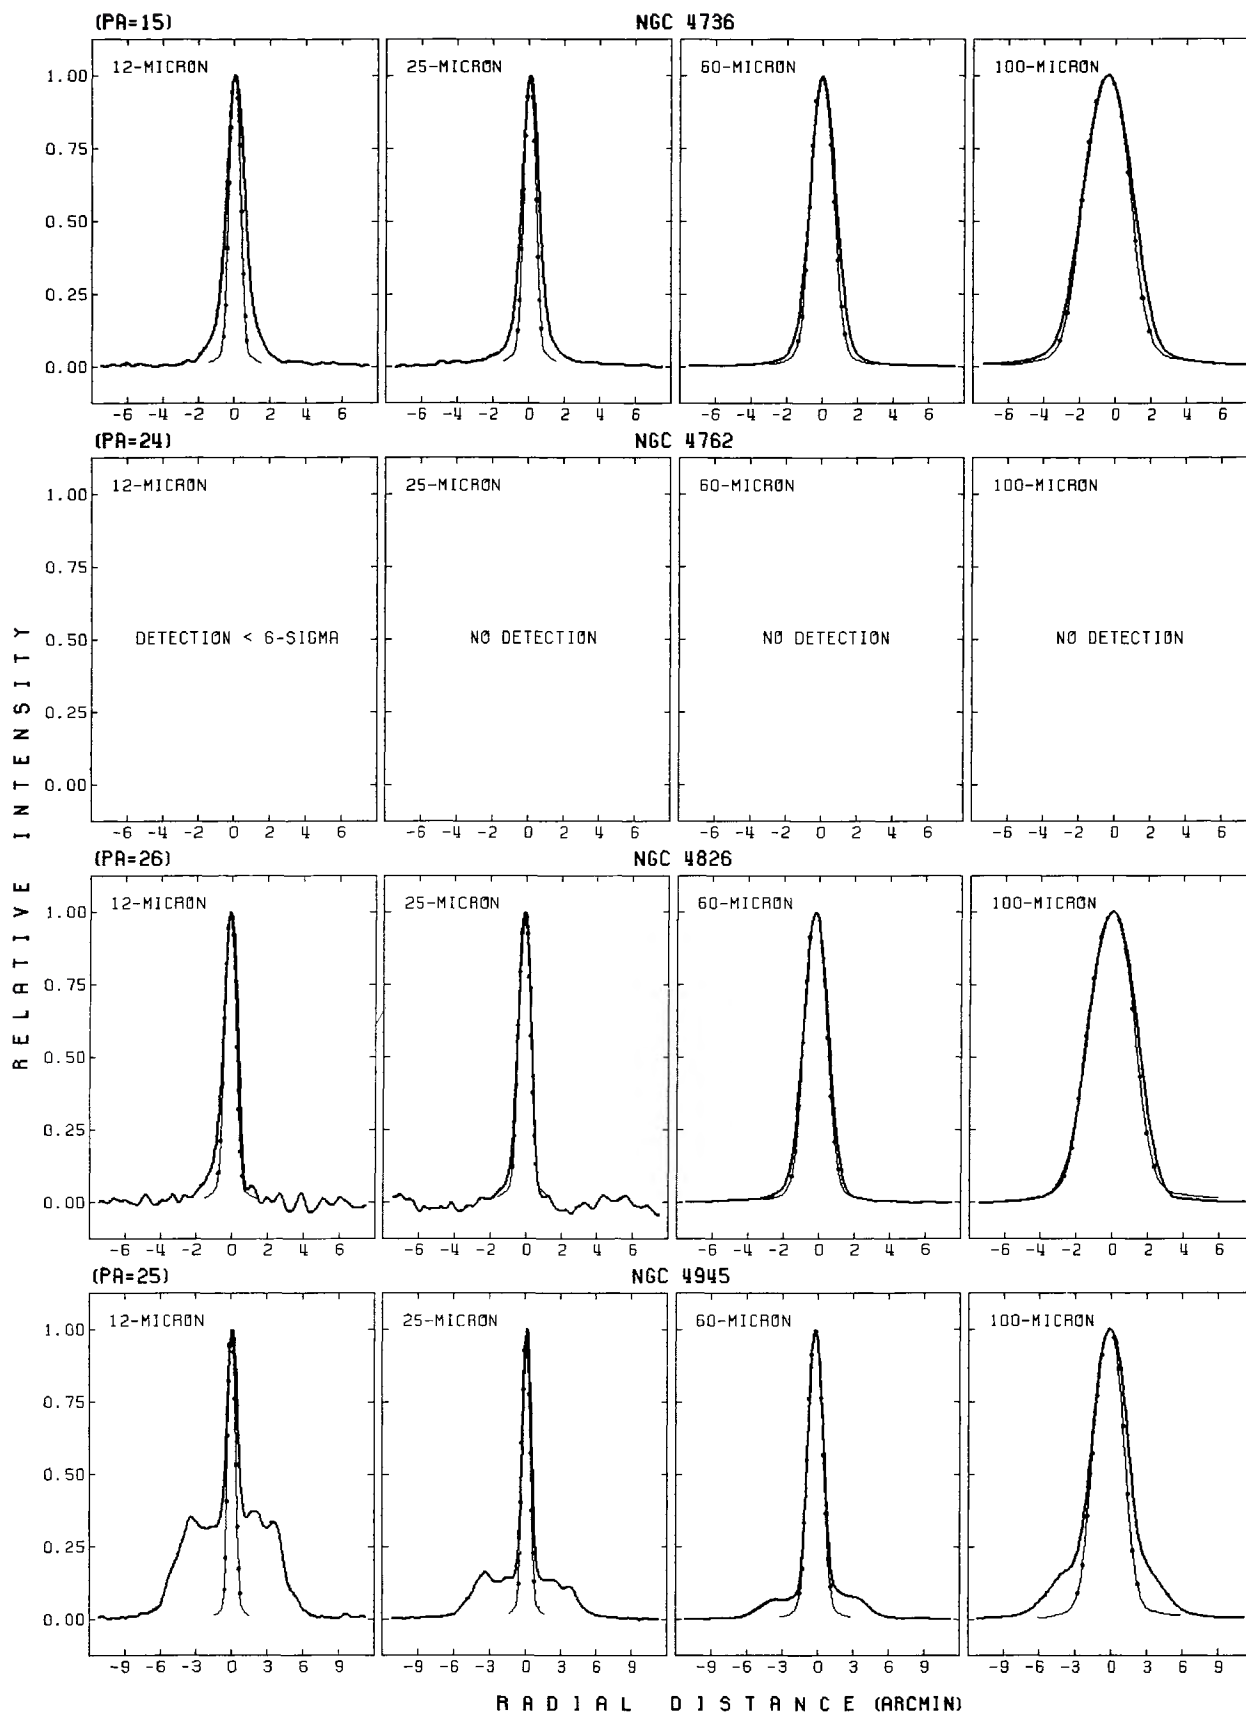 (PA=15) NGC 4736
12-MICRON 25-MICRON 60-MICRON 100-MICRON
1.00
0.75
0.50
0.25
0.00
-6 -4 -2 0 2 4 6 -6 -4 -2 0 2 4 6 -6 -4 -2 0 2 4 6 -6 -4 -2 0 2 4 6
(PA=24) NGC 4762
12-MICRON 25-MICRON 60-MICRON 100-MICRON
1.00
0.75
0.50
0.25
0.00
DETECTION < 6-SIGMA NO DETECTION NO DETECTION NO DETECTION
-6 -4 -2 0 2 4 6 -6 -4 -2 0 2 4 6 -6 -4 -2 0 2 4 6 -6 -4 -2 0 2 4 6
RELATIVE INTENSITY
(PA=26) NGC 4826
12-MICRON 25-MICRON 60-MICRON 100-MICRON
1.00
0.75
0.50
0.25
0.00
-6 -4 -2 0 2 4 6 -6 -4 -2 0 2 4 6 -6 -4 -2 0 2 4 6 -6 -4 -2 0 2 4 6
(PA=25) NGC 4945
12-MICRON 25-MICRON 60-MICRON 100-MICRON
1.00
0.75
0.50
0.25
0.00
-9 -6 -3 0 3 6 9 -9 -6 -3 0 3 6 9 -9 -6 -3 0 3 6 9 -9 -6 -3 0 3 6 9
RADIAL DISTANCE (ARCMIN)